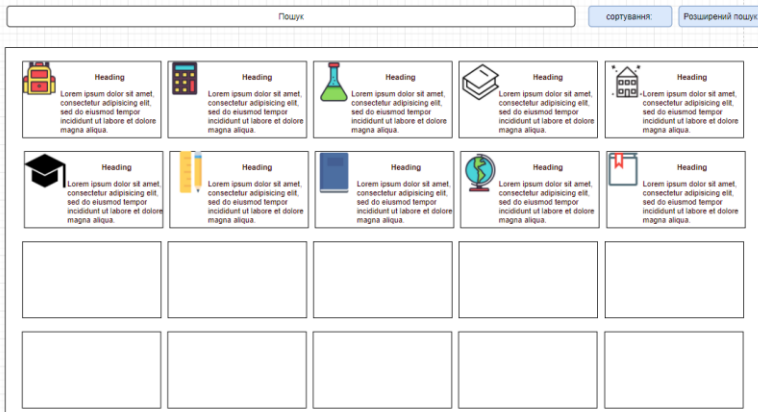 Пошук
сортування:
Розширений пошук
Heading
Lorem ipsum dolor sit amet,
consectetur adipisicing elit,
sed do eiusmod tempor
incididunt ut labore et dolore
magna aliqua.
Heading
Lorem ipsum dolor sit amet,
consectetur adipisicing elit,
sed do eiusmod tempor
incididunt ut labore et dolore
magna aliqua.
Heading
Lorem ipsum dolor sit amet,
consectetur adipisicing elit,
sed do eiusmod tempor
incididunt ut labore et dolore
magna aliqua.
Heading
Lorem ipsum dolor sit amet,
consectetur adipisicing elit,
sed do eiusmod tempor
incididunt ut labore et dolore
magna aliqua.
Heading
Lorem ipsum dolor sit amet,
consectetur adipisicing elit,
sed do eiusmod tempor
incididunt ut labore et dolore
magna aliqua.
Heading
Lorem ipsum dolor sit amet,
consectetur adipisicing elit,
sed do eiusmod tempor
incididunt ut labore et dolore
magna aliqua.
Heading
Lorem ipsum dolor sit amet,
consectetur adipisicing elit,
sed do eiusmod tempor
incididunt ut labore et dolore
magna aliqua.
Heading
Lorem ipsum dolor sit amet,
consectetur adipisicing elit,
sed do eiusmod tempor
incididunt ut labore et dolore
magna aliqua.
Heading
Lorem ipsum dolor sit amet,
consectetur adipisicing elit,
sed do eiusmod tempor
incididunt ut labore et dolore
magna aliqua.
Heading
Lorem ipsum dolor sit amet,
consectetur adipisicing elit,
sed do eiusmod tempor
incididunt ut labore et dolore
magna aliqua.